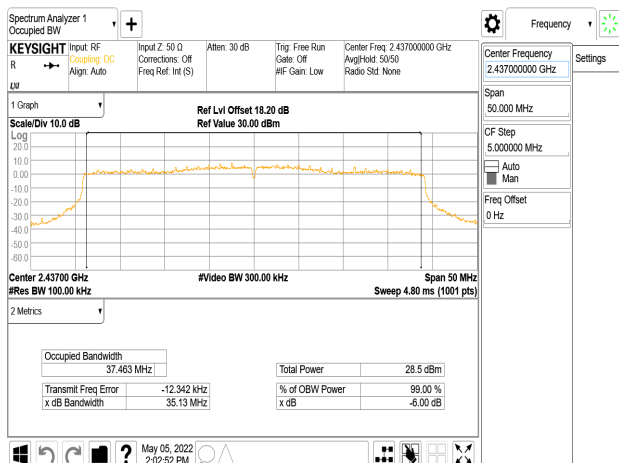 Spectrum Analyzer 1
Occupied BW
Frequency
KEYSIGHT
R
LXI
Input: RF
Coupling: DC
Align: Auto
Input Z: 50 Ω
Corrections: Off
Freq Ref: Int (S)
Atten: 30 dB
Trig: Free Run
Gate: Off
#IF Gain: Low
Center Freq: 2.437000000 GHz
Avg|Hold: 50/50
Radio Std: None
1 Graph
Scale/Div 10.0 dB
Ref Lvl Offset 18.20 dB
Ref Value 30.00 dBm
Log
20.0
10.0
0.00
-10.0
-20.0
-30.0
-40.0
-50.0
-60.0
Center 2.43700 GHz
#Res BW 100.00 kHz
#Video BW 300.00 kHz
Span 50 MHz
Sweep 4.80 ms (1001 pts)
2 Metrics
Occupied Bandwidth
37.463 MHz
Transmit Freq Error -12.342 kHz
x dB Bandwidth 35.13 MHz
Total Power 28.5 dBm
% of OBW Power 99.00 %
x dB -6.00 dB
Center Frequency
2.437000000 GHz
Span
50.000 MHz
CF Step
5.000000 MHz
Auto
Man
Freq Offset
0 Hz
Settings
May 05, 2022
2:02:52 PM